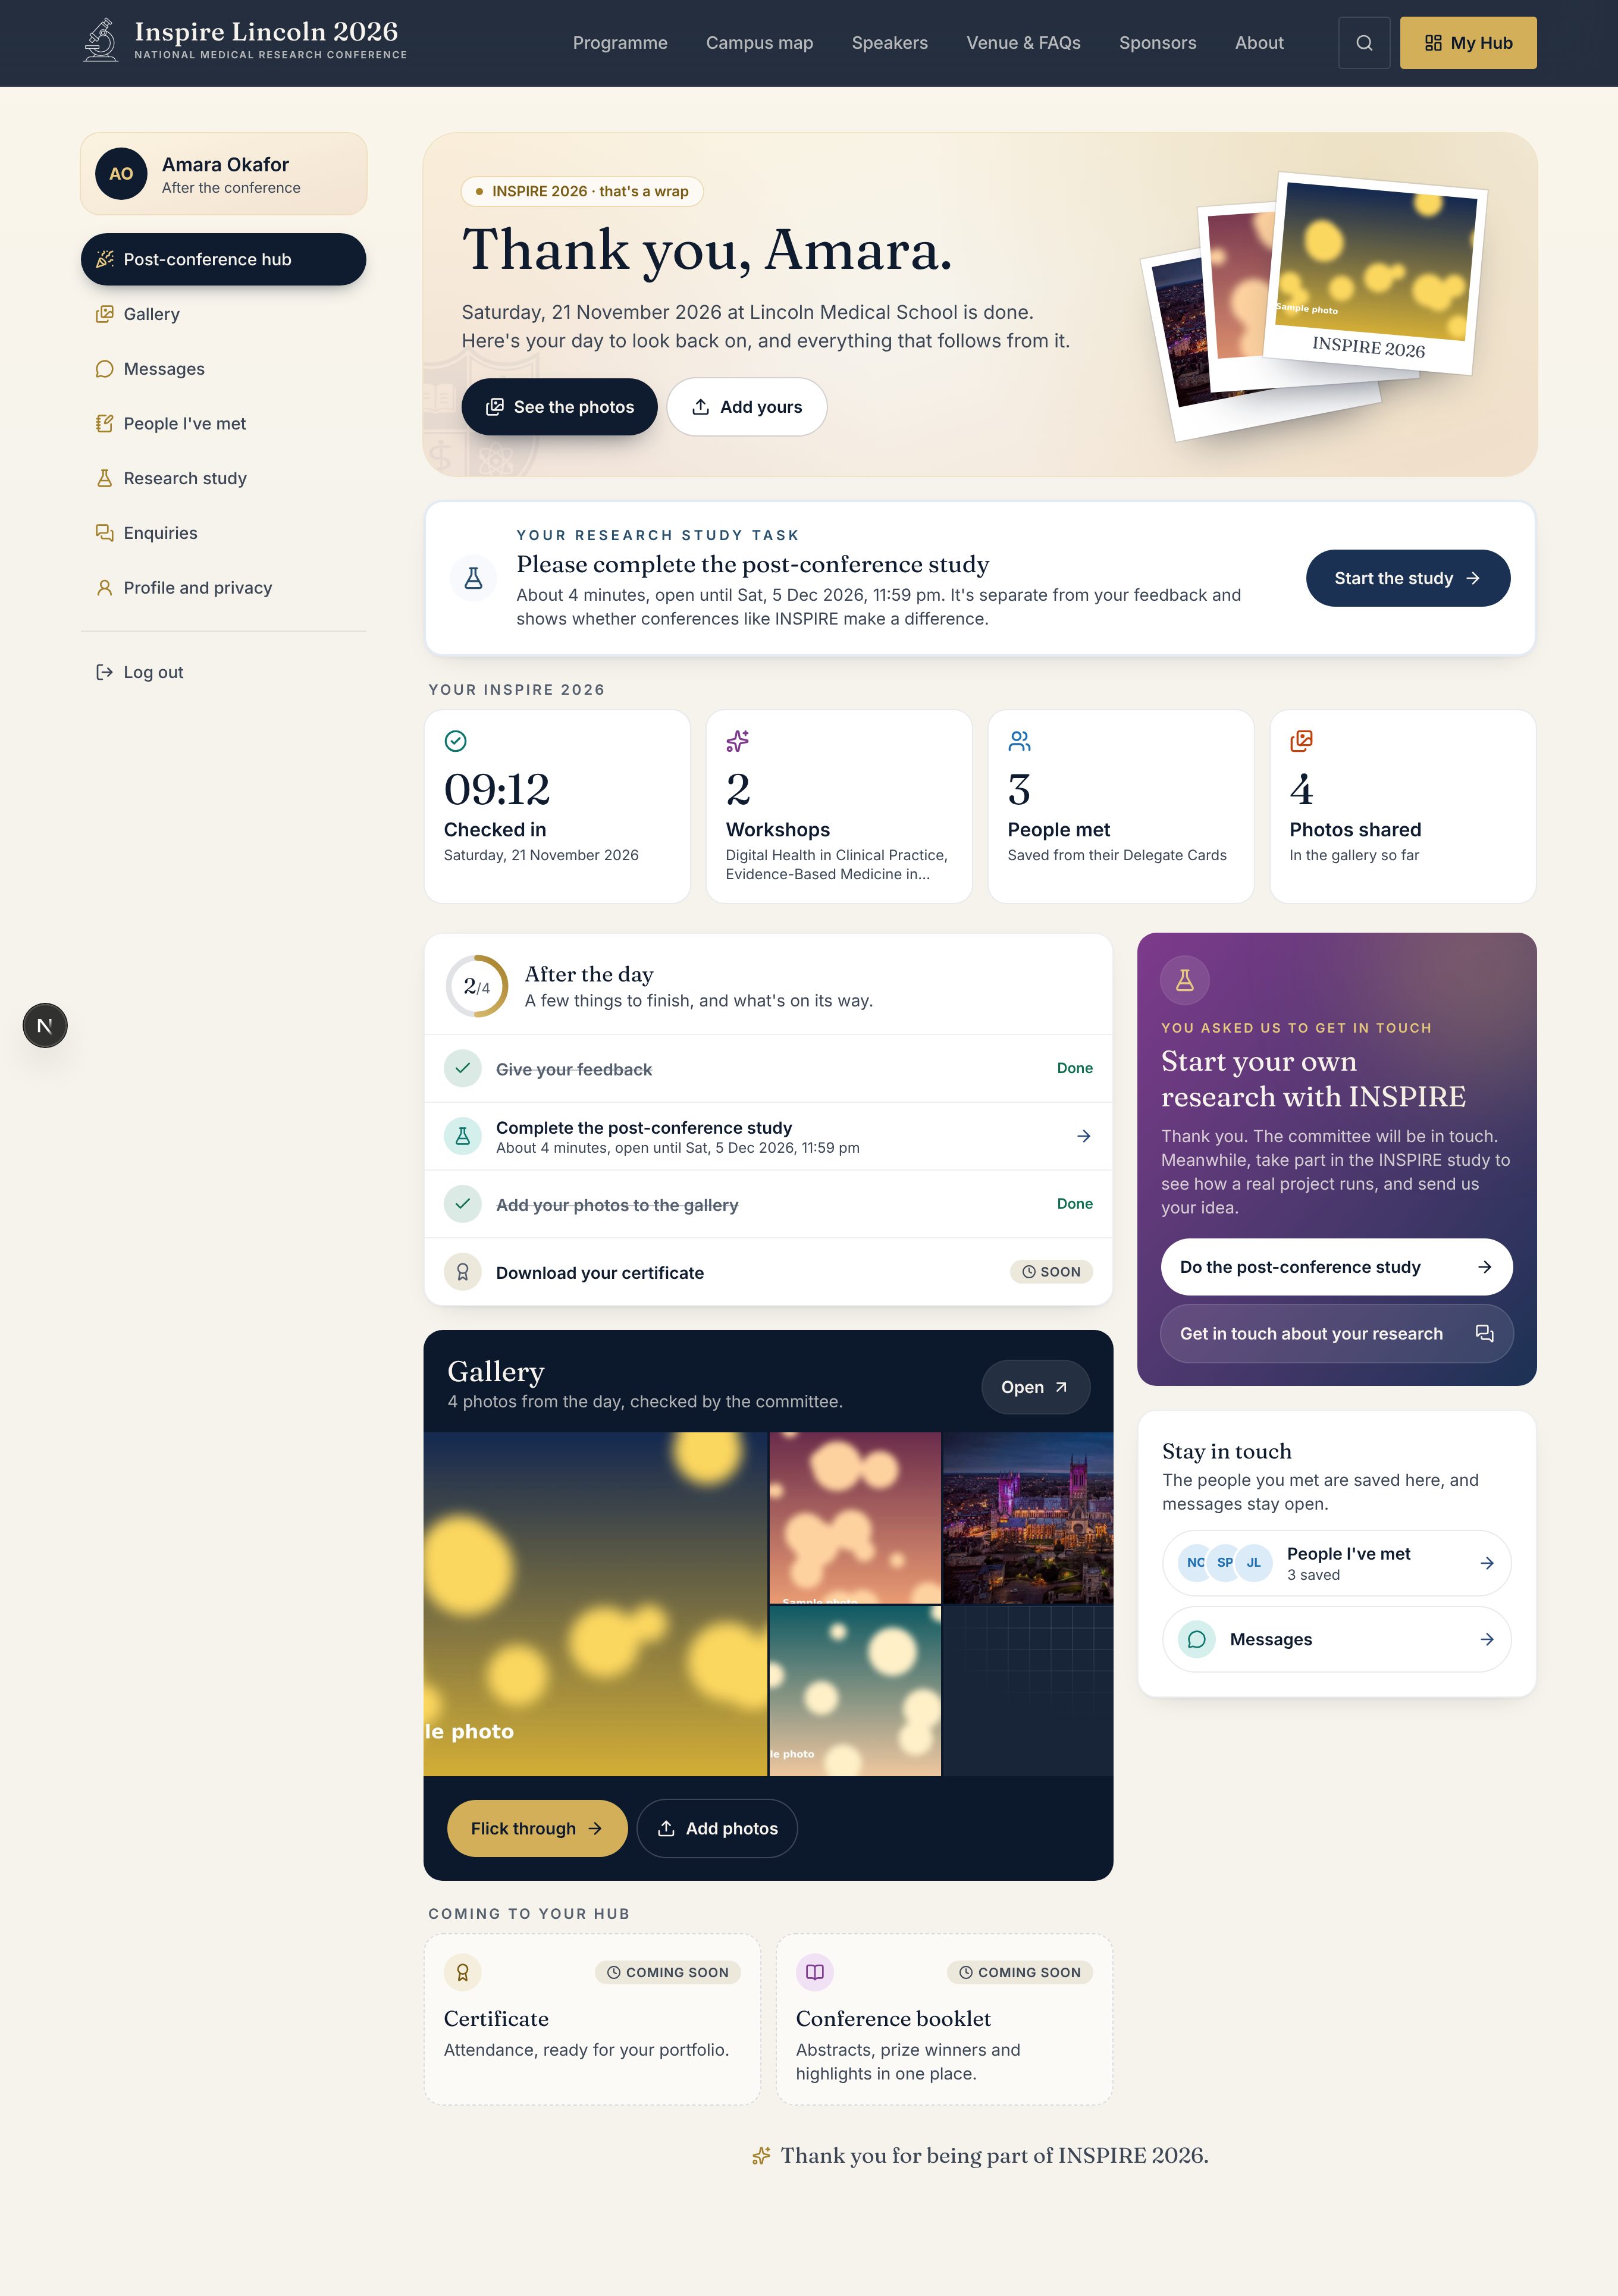 Inspire Lincoln 2026
NATIONAL MEDICAL RESEARCH CONFERENCE
Programme
Campus map
Speakers
Venue & FAQs
Sponsors
About
My Hub
AO
Amara Okafor
After the conference
Post-conference hub
Gallery
Messages
People I've met
Research study
Enquiries
Profile and privacy
Log out
INSPIRE 2026 · that's a wrap
Thank you, Amara.
Saturday, 21 November 2026 at Lincoln Medical School is done.
Here's your day to look back on, and everything that follows from it.
See the photos
Add yours
Sample photo
INSPIRE 2026
YOUR RESEARCH STUDY TASK
Please complete the post-conference study
About 4 minutes, open until Sat, 5 Dec 2026, 11:59 pm. It's separate from your feedback and
shows whether conferences like INSPIRE make a difference.
Start the study
YOUR INSPIRE 2026
09:12
Checked in
Saturday, 21 November 2026
2
Workshops
Digital Health in Clinical Practice,
Evidence-Based Medicine in...
3
People met
Saved from their Delegate Cards
4
Photos shared
In the gallery so far
2/4
After the day
A few things to finish, and what's on its way.
Give your feedback
Done
Complete the post-conference study
About 4 minutes, open until Sat, 5 Dec 2026, 11:59 pm
Add your photos to the gallery
Done
Download your certificate
SOON
YOU ASKED US TO GET IN TOUCH
Start your own
research with INSPIRE
Thank you. The committee will be in touch.
Meanwhile, take part in the INSPIRE study to
see how a real project runs, and send us
your idea.
Do the post-conference study
Get in touch about your research
N
Gallery
4 photos from the day, checked by the committee.
Open
Sample photo
le photo
le photo
Flick through
Add photos
Stay in touch
The people you met are saved here, and
messages stay open.
NC
SP
JL
People I've met
3 saved
Messages
COMING TO YOUR HUB
COMING SOON
Certificate
Attendance, ready for your portfolio.
COMING SOON
Conference booklet
Abstracts, prize winners and
highlights in one place.
Thank you for being part of INSPIRE 2026.